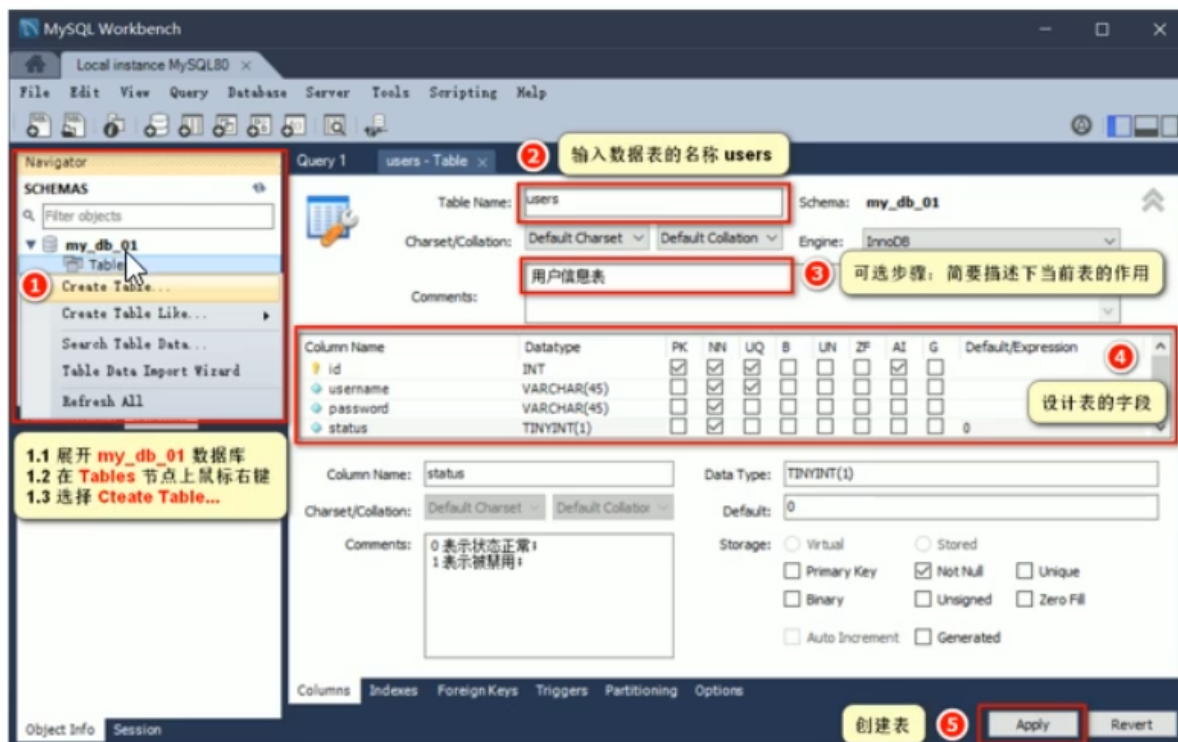 MySQL Workbench
Local instance MySQL80 ×
File Edit View Query Database Server Tools Scripting Help
Navigator
SCHEMAS
Filter objects
my_db_01
Table
1
Create Table...
Create Table Like...
Search Table Data...
Table Data Import Wizard
Refresh All
1.1 展开 my_db_01 数据库
1.2 在 Tables 节点上鼠标右键
1.3 选择 Cteate Table...
Object Info Session
Query 1 users - Table ×
2 输入数据表的名称 users
Table Name: users Schema: my_db_01
Charset/Collation: Default Charset Default Collation Engine: InnoDB
Comments: 用户信息表
3 可选步骤：简要描述下当前表的作用
Column Name Datatype PK NN UQ B UN ZF AI G Default/Expression
id INT
username VARCHAR(45)
password VARCHAR(45)
status TINYINT(1) 0
4
设计表的字段
Column Name: status Data Type: TINYINT(1)
Charset/Collation: Default Charset Default Collation Default: 0
Comments: 0 表示状态正常；
1 表示被禁用；
Storage: Virtual Stored
Primary Key Not Null Unique
Binary Unsigned Zero Fill
Auto Increment Generated
Columns Indexes Foreign Keys Triggers Partitioning Options
创建表 5 Apply Revert